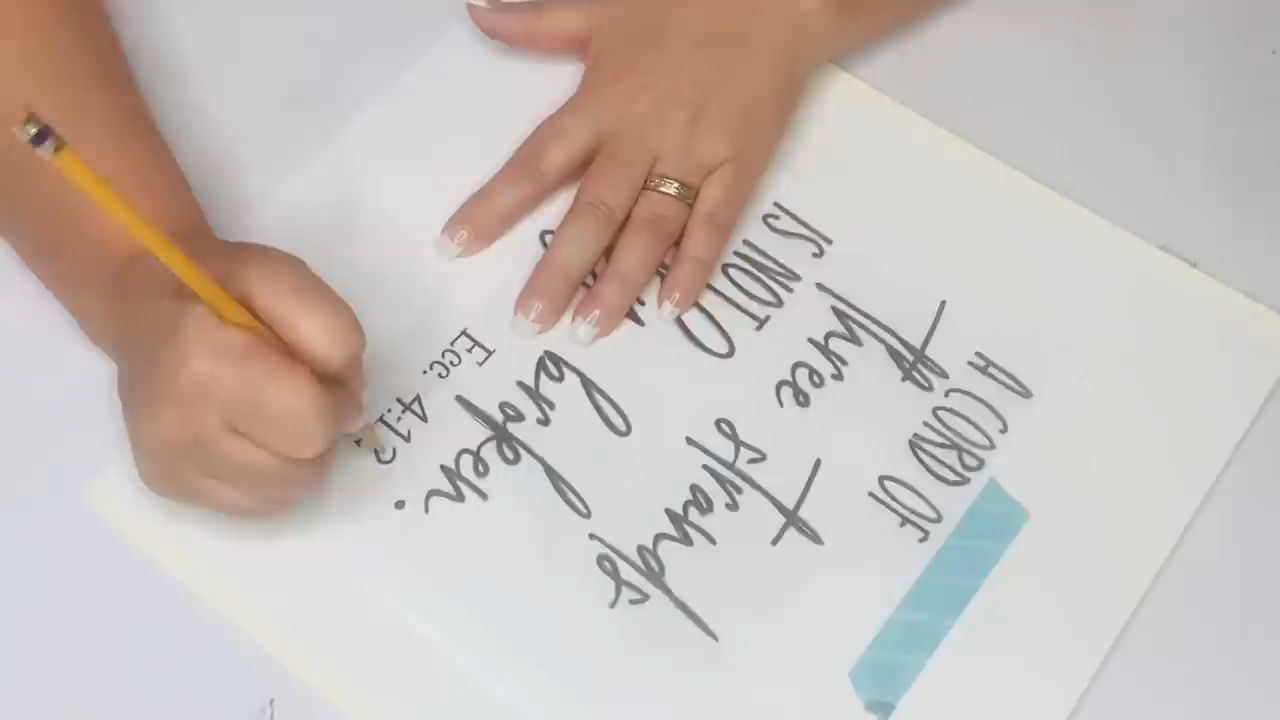 A CORD OF
three strands
IS NOT
broken.
Ecc. 4:12